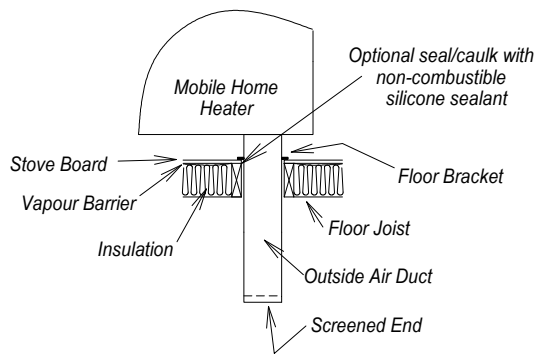 Optional seal/caulk with
non-combustible
silicone sealant
Mobile Home
Heater
Stove Board
Vapour Barrier
Insulation
Floor Bracket
Floor Joist
Outside Air Duct
Screened End